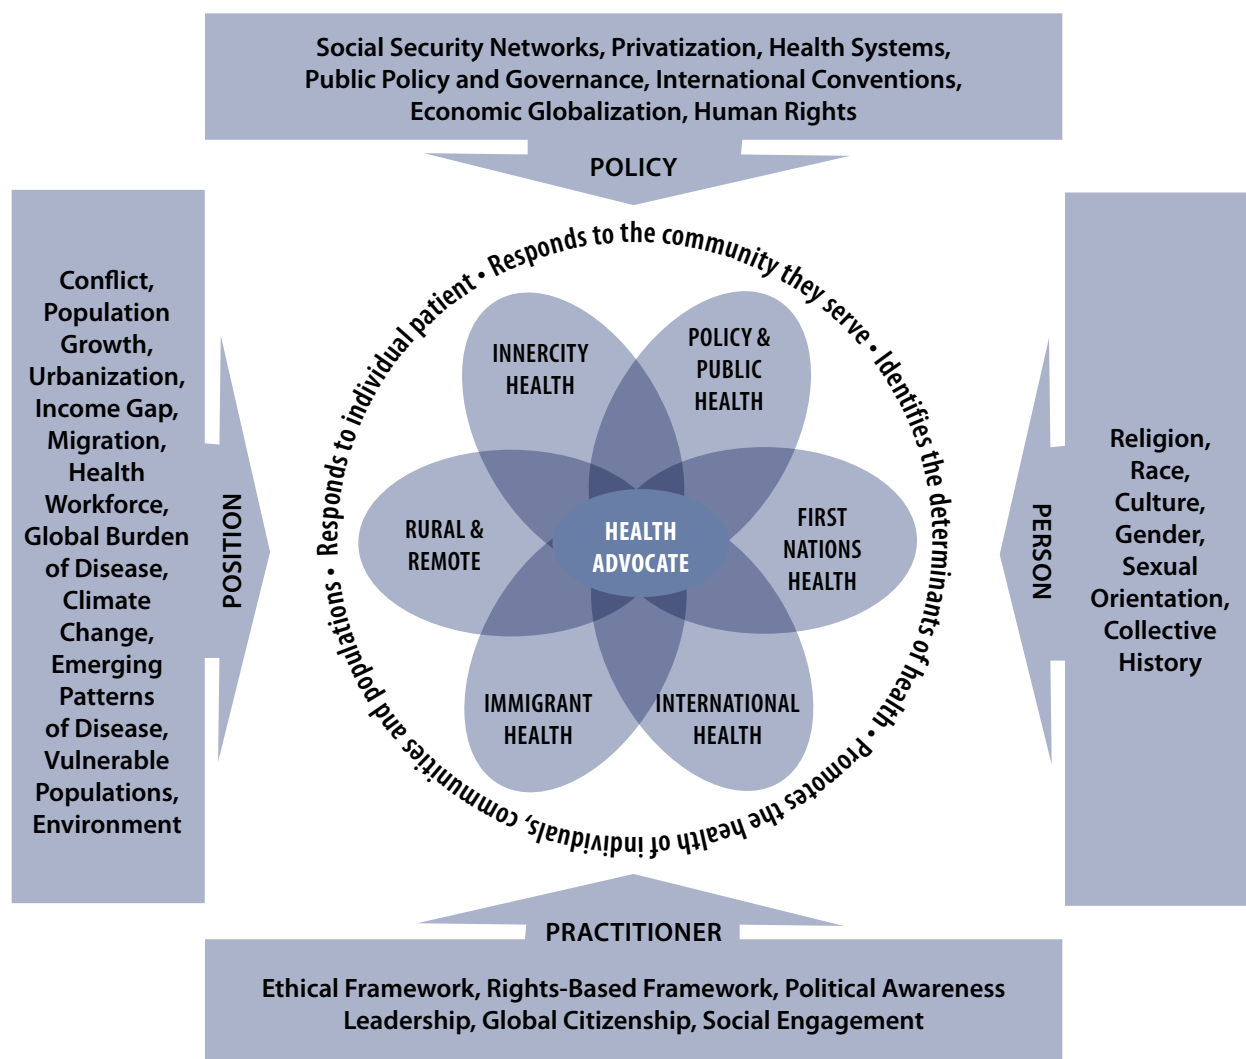 Social Security Networks, Privatization, Health Systems,
Public Policy and Governance, International Conventions,
Economic Globalization, Human Rights
POLICY
Conflict,
Population
Growth,
Urbanization,
Income Gap,
Migration,
Health
Workforce,
Global Burden
of Disease,
Climate
Change,
Emerging
Patterns
of Disease,
Vulnerable
Populations,
Environment
POSITION
Responds to individual patient • Responds to the community they serve • Identifies the determinants of health • Promotes the health of individuals, communities and populations •
INNERCITY
HEALTH
POLICY &
PUBLIC
HEALTH
RURAL &
REMOTE
HEALTH
ADVOCATE
FIRST
NATIONS
HEALTH
IMMIGRANT
HEALTH
INTERNATIONAL
HEALTH
PERSON
Religion,
Race,
Culture,
Gender,
Sexual
Orientation,
Collective
History
PRACTITIONER
Ethical Framework, Rights-Based Framework, Political Awareness
Leadership, Global Citizenship, Social Engagement